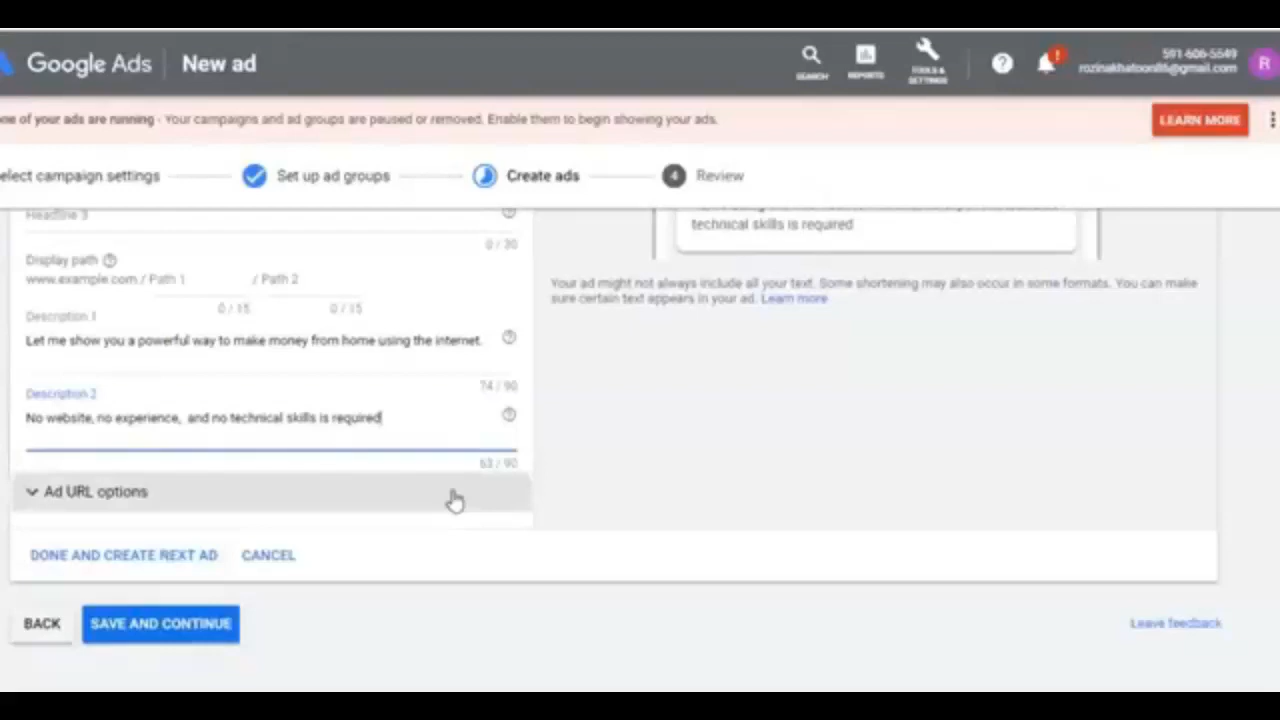 Google Ads New ad
SEARCH REPORTS TOOLS & SETTINGS
591-606-5549
R
one of your ads are running - Your campaigns and ad groups are paused or removed. Enable them to begin showing your ads.
LEARN MORE
elect campaign settings Set up ad groups Create ads 4 Review
Headline 3
0 / 30
technical skills is required
Display path
www.example.com / Path 1 / Path 2
0 / 15 0 / 15
Your ad might not always include all your text. Some shortening may also occur in some formats. You can make
sure certain text appears in your ad. Learn more
Description 1
Let me show you a powerful way to make money from home using the internet.
74 / 90
Description 2
No website, no experience, and no technical skills is required
63 / 90
Ad URL options
DONE AND CREATE NEXT AD CANCEL
BACK SAVE AND CONTINUE
Leave feedback